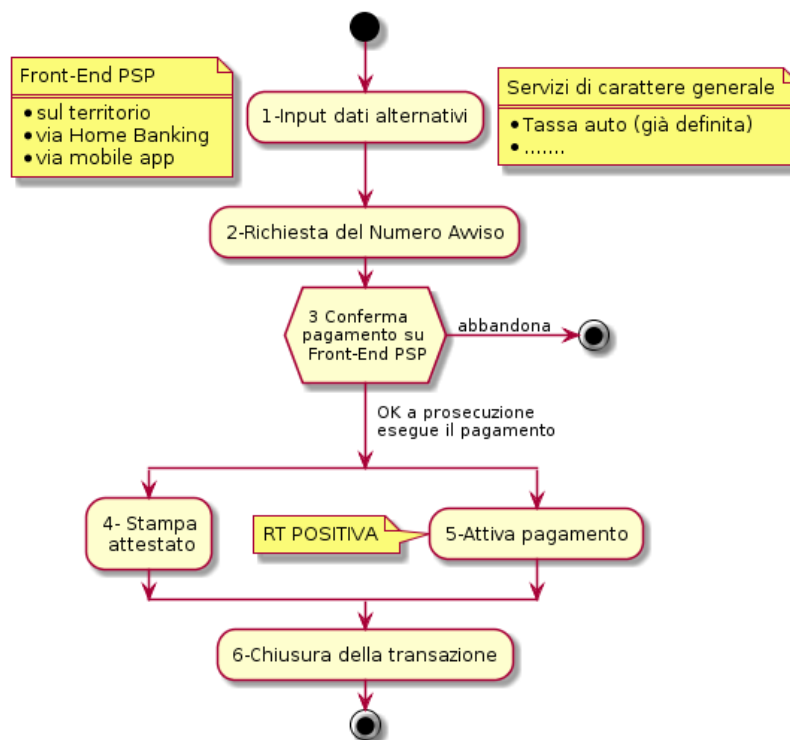 Front-End PSP
• sul territorio
• via Home Banking
• via mobile app
1-Input dati alternativi
Servizi di carattere generale
• Tassa auto (già definita)
• .......
2-Richiesta del Numero Avviso
3 Conferma
pagamento su
Front-End PSP
abbandona
OK a prosecuzione
esegue il pagamento
4- Stampa
attestato
RT POSITIVA
5-Attiva pagamento
6-Chiusura della transazione